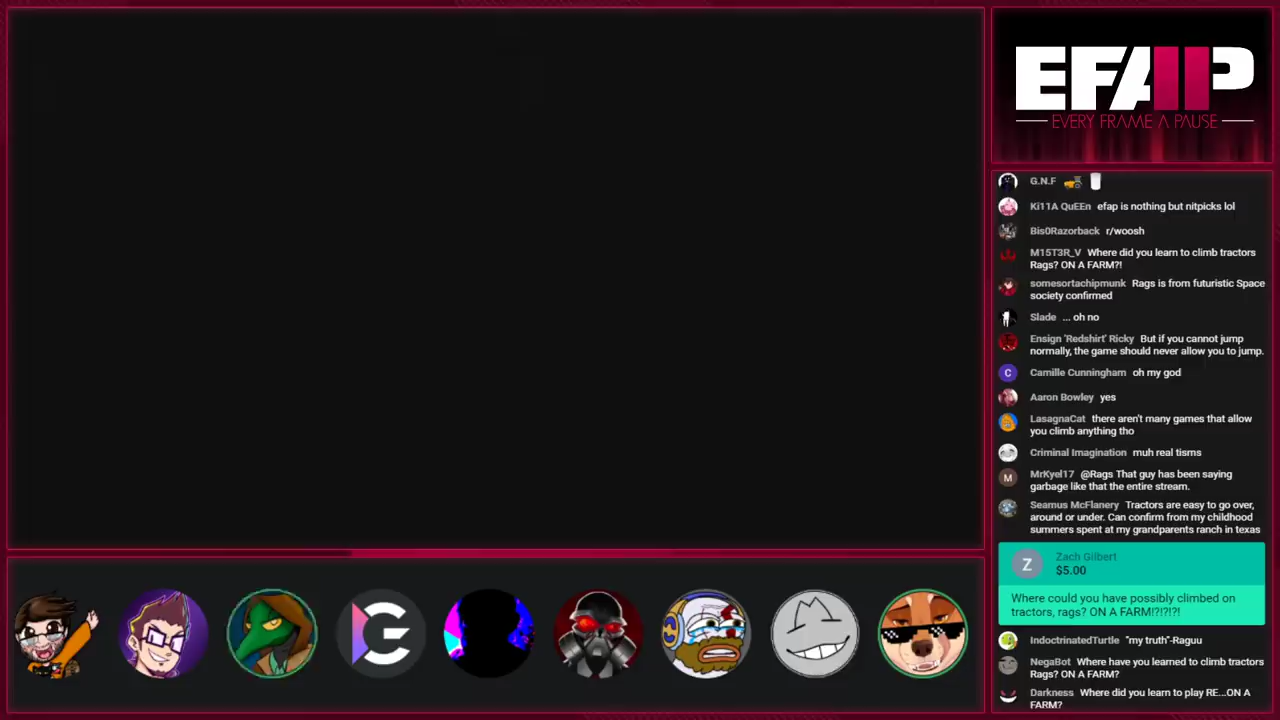 EFAP
EVERY FRAME A PAUSE
G.N.F
Ki11A QuEEn efap is nothing but nitpicks lol
Bis0Razorback r/woosh
M15T3R_V Where did you learn to climb tractors
Rags? ON A FARM?!
somesortachipmunk Rags is from futuristic Space
society confirmed
Slade ... oh no
Ensign 'Redshirt' Ricky But if you cannot jump
normally, the game should never allow you to jump.
C Camille Cunningham oh my god
Aaron Bowley yes
LasagnaCat there aren't many games that allow
you climb anything tho
Criminal Imagination muh real tisms
M MrKyel17 @Rags That guy has been saying
garbage like that the entire stream.
Seamus McFlanery Tractors are easy to go over,
around or under. Can confirm from my childhood
summers spent at my grandparents ranch in texas
Z Zach Gilbert
$5.00
Where could you have possibly climbed on
tractors, rags? ON A FARM!?!?!?!
IndoctrinatedTurtle "my truth"-Raguu
NegaBot Where have you learned to climb tractors
Rags? ON A FARM?
Darkness Where did you learn to play RE...ON A
FARM?
G